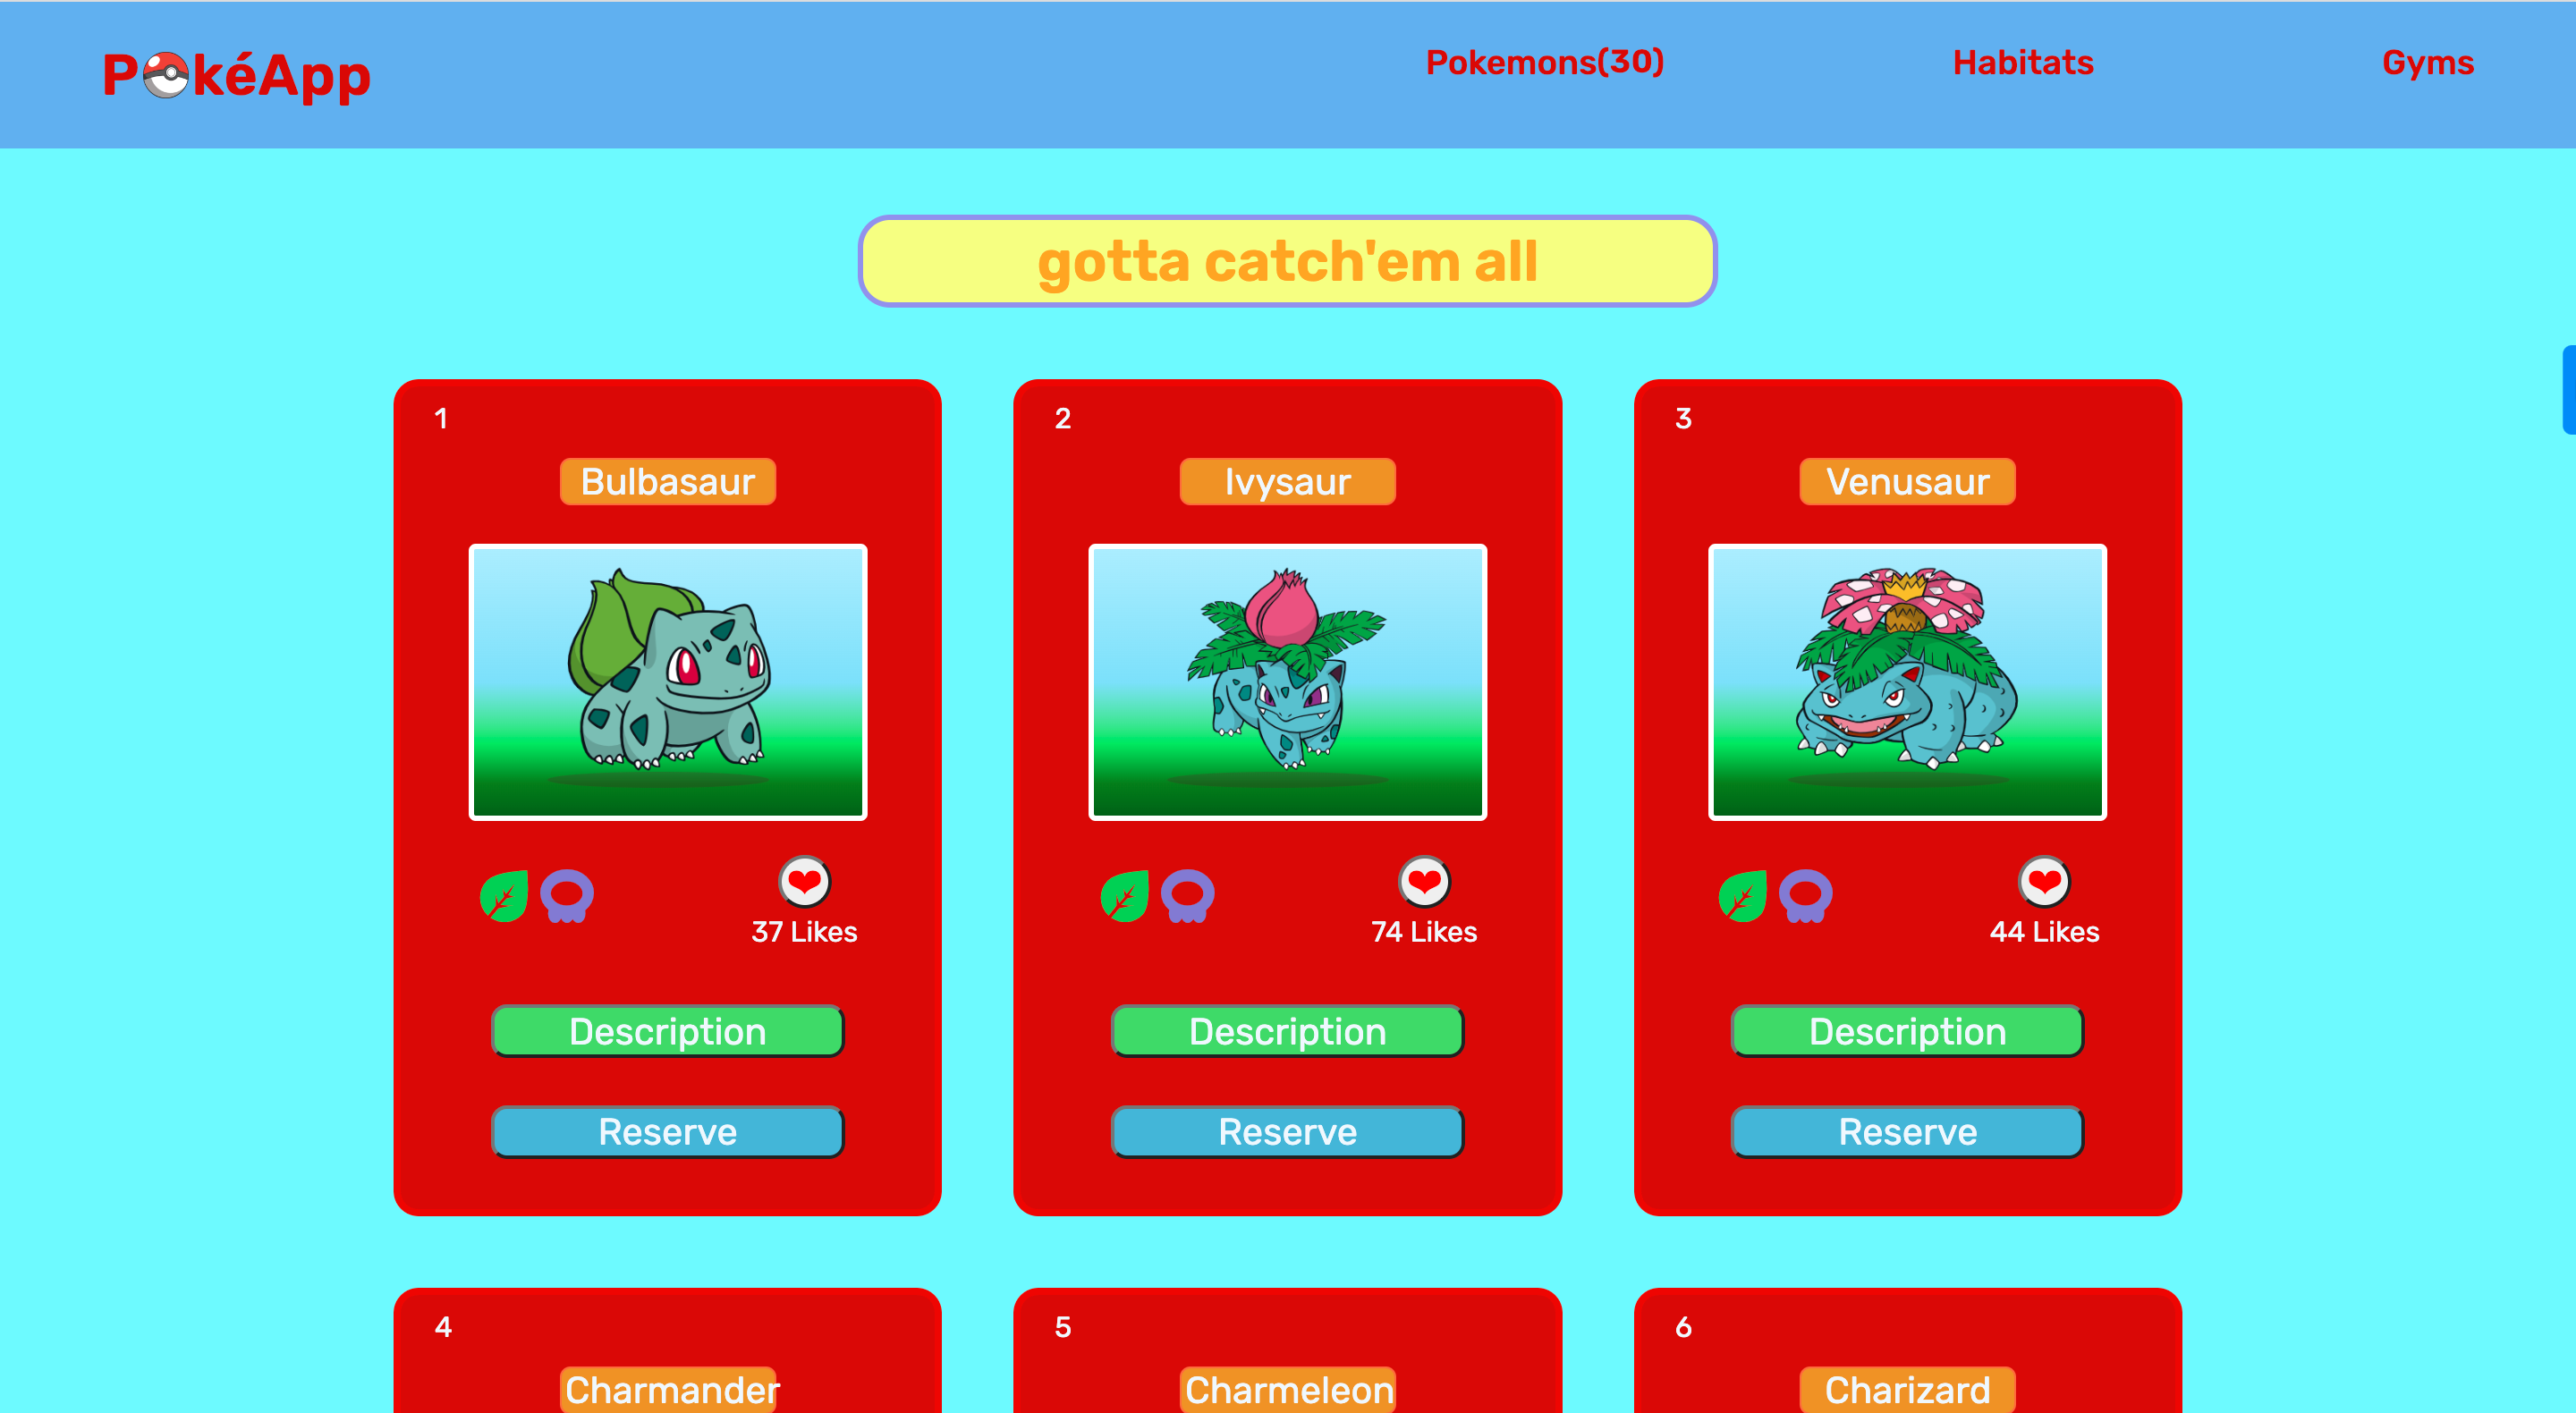 PokéApp
Pokemons(30)
Habitats
Gyms
gotta catch'em all
1
Bulbasaur
37 Likes
Description
Reserve
2
Ivysaur
74 Likes
Description
Reserve
3
Venusaur
44 Likes
Description
Reserve
4
Charmander
5
Charmeleon
6
Charizard